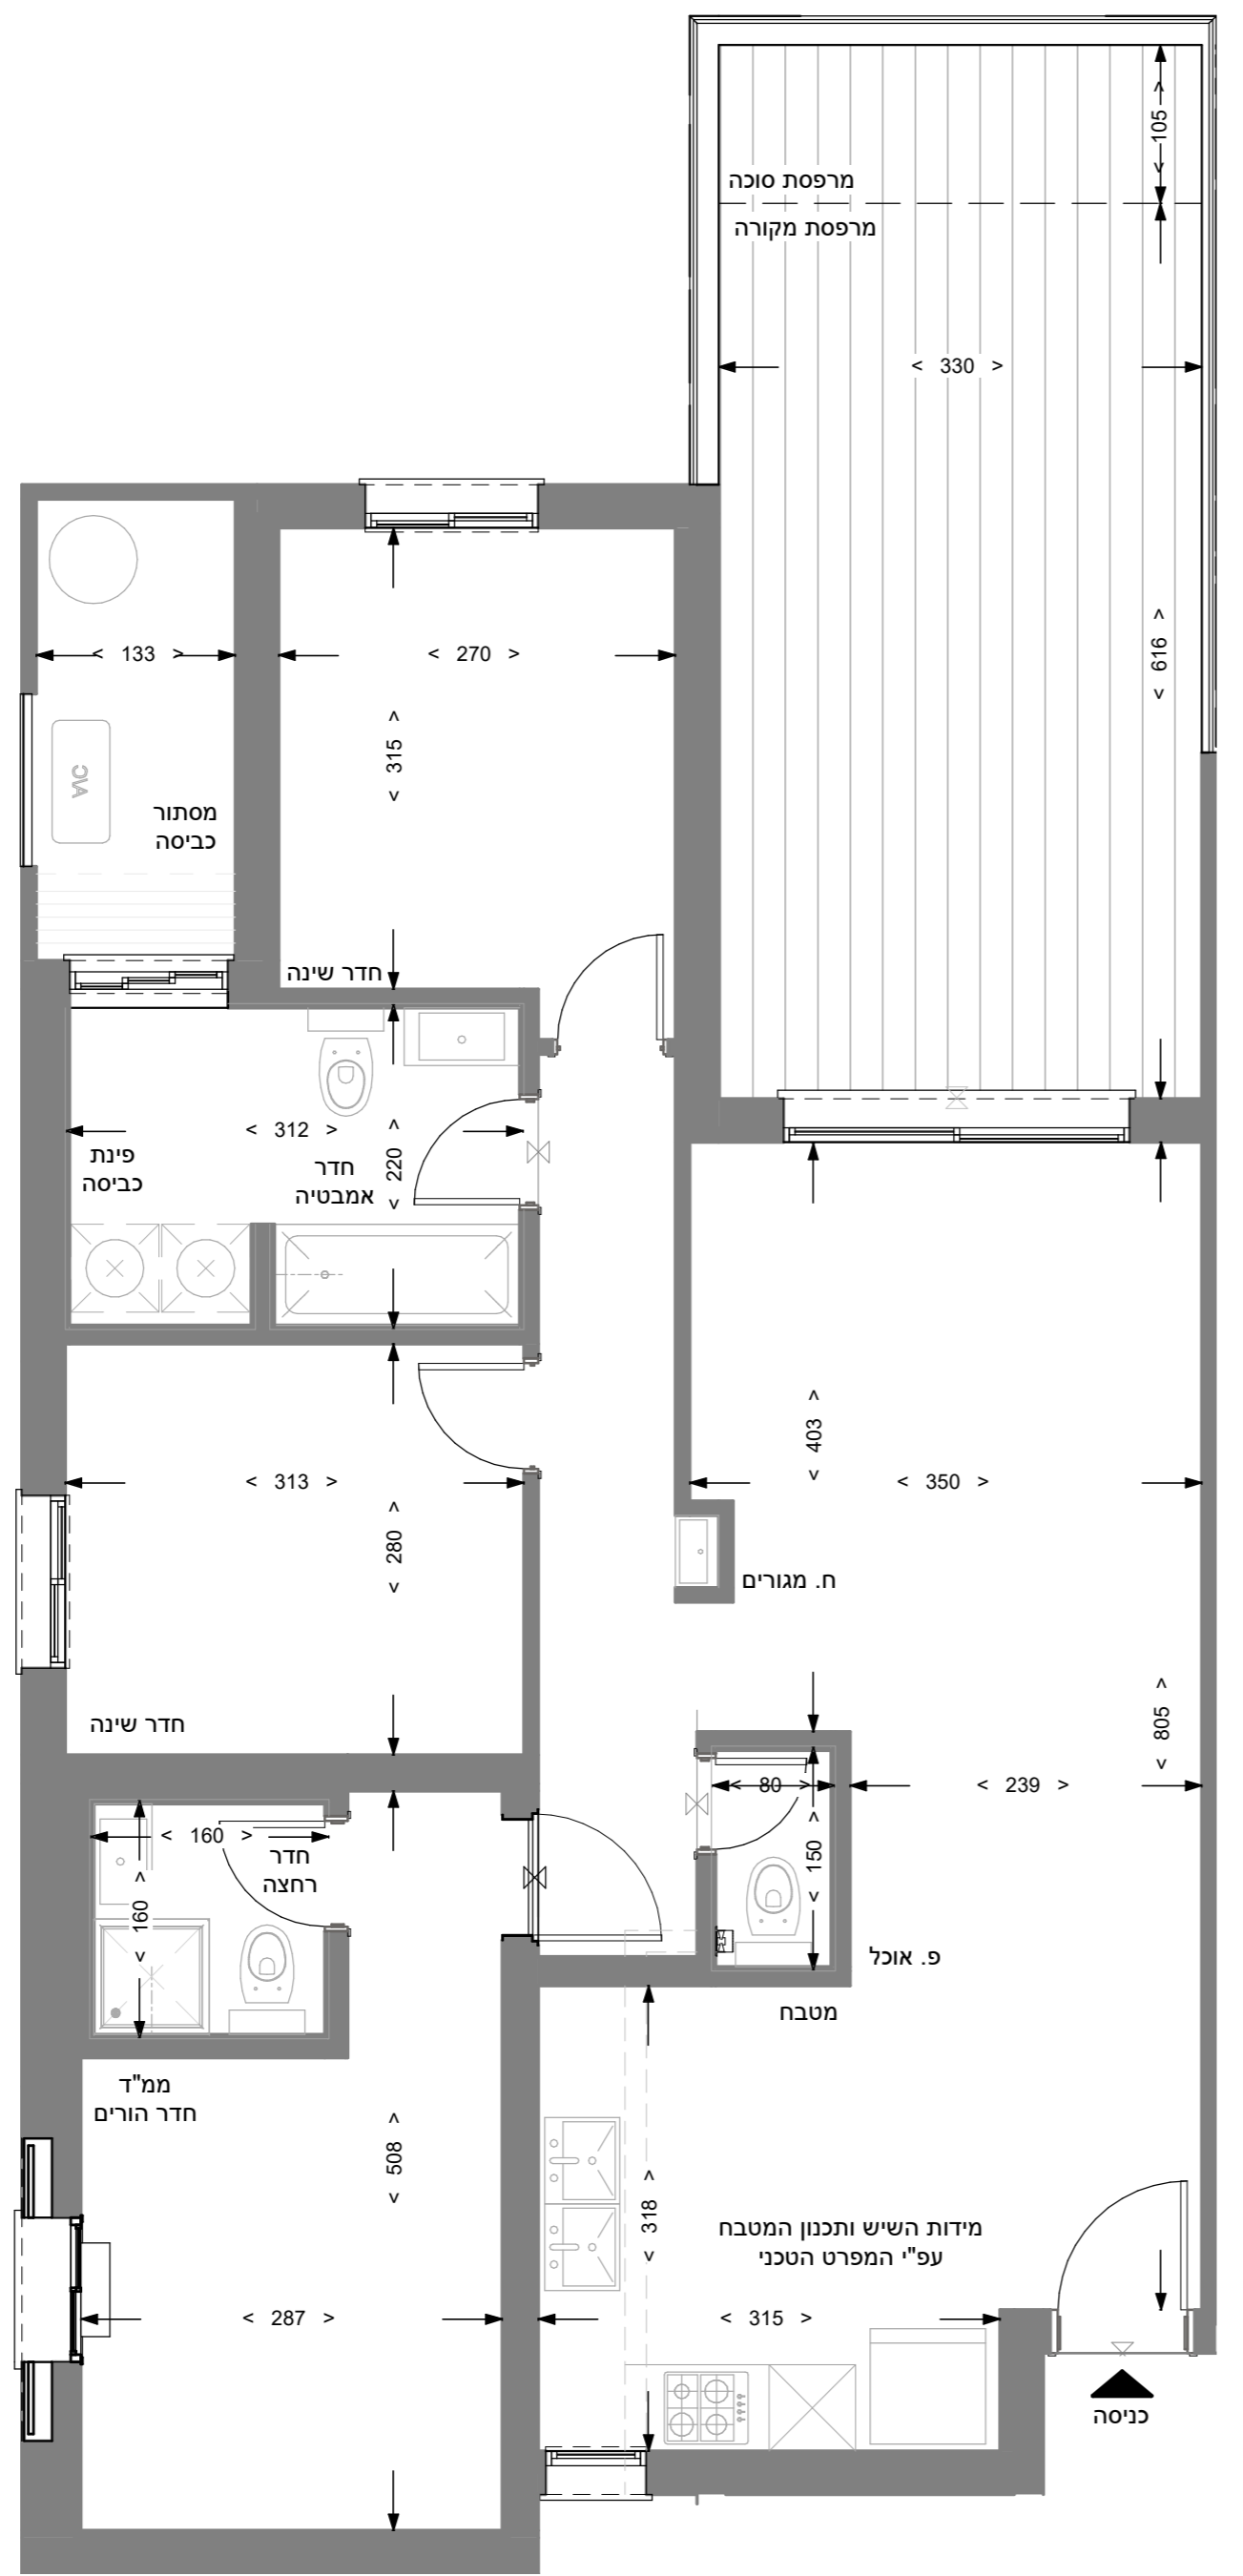 < 105 >
מרפסת סוכה
מרפסת מקורה
< 330 >
< 616 >
< 133 >
< 270 >
< 315 >
A\C
מסתור
כביסה
חדר שינה
< 312 >
< 220 >
פינת
כביסה
חדר
אמבטיה
< 403 >
< 313 >
< 350 >
< 280 >
ח. מגורים
חדר שינה
< 805 >
< 80 >
< 239 >
< 160 >
< 150 >
חדר
רחצה
< 160 >
פ. אוכל
מטבח
ממ"ד
חדר הורים
< 508 >
< 318 >
מידות השיש ותכנון המטבח
עפ"י המפרט הטכני
< 287 >
< 315 >
כניסה